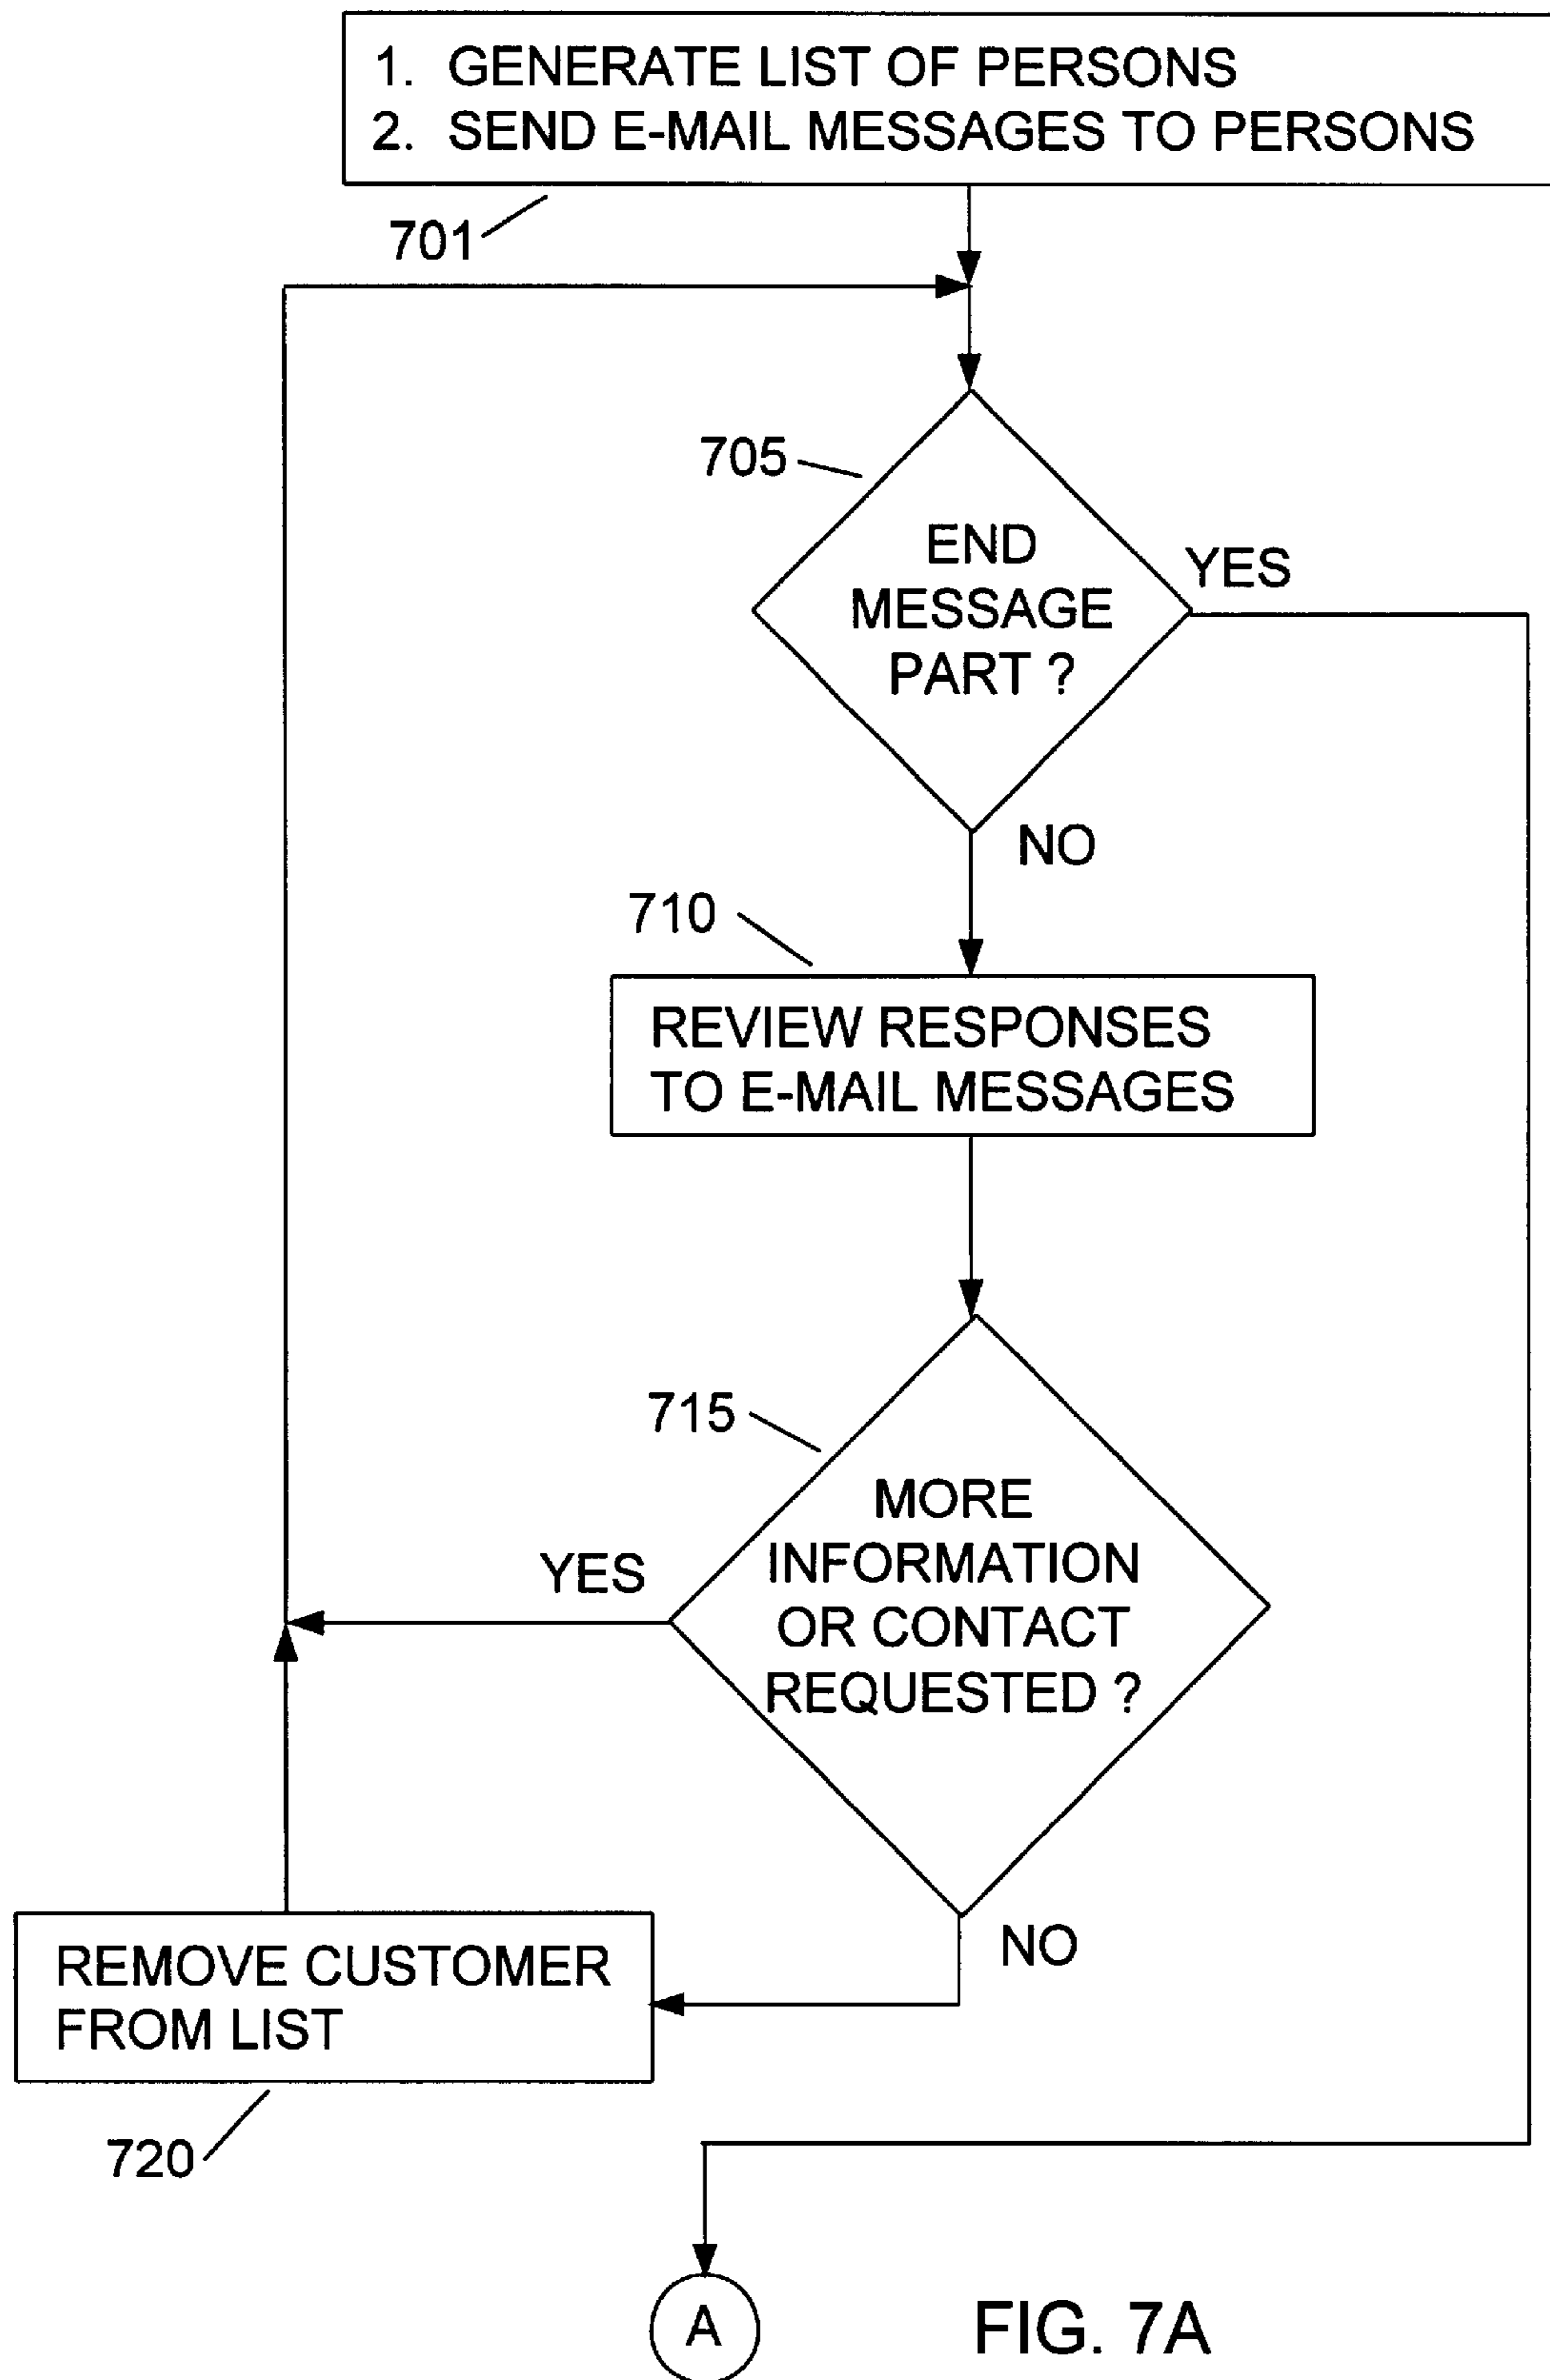 1. GENERATE LIST OF PERSONS
2. SEND E-MAIL MESSAGES TO PERSONS
701
705
END
MESSAGE
PART ?
YES
NO
710
REVIEW RESPONSES
TO E-MAIL MESSAGES
715
MORE
INFORMATION
OR CONTACT
REQUESTED ?
YES
NO
REMOVE CUSTOMER
FROM LIST
720
A
FIG. 7A